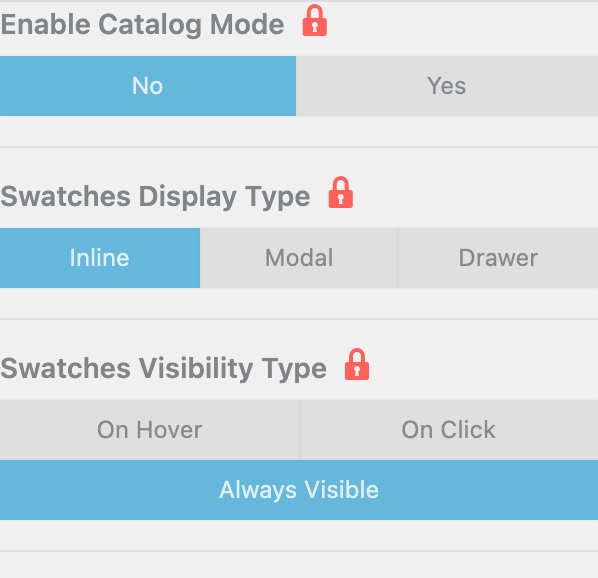 Enable Catalog Mode
No Yes
Swatches Display Type
Inline Modal Drawer
Swatches Visibility Type
On Hover On Click
Always Visible